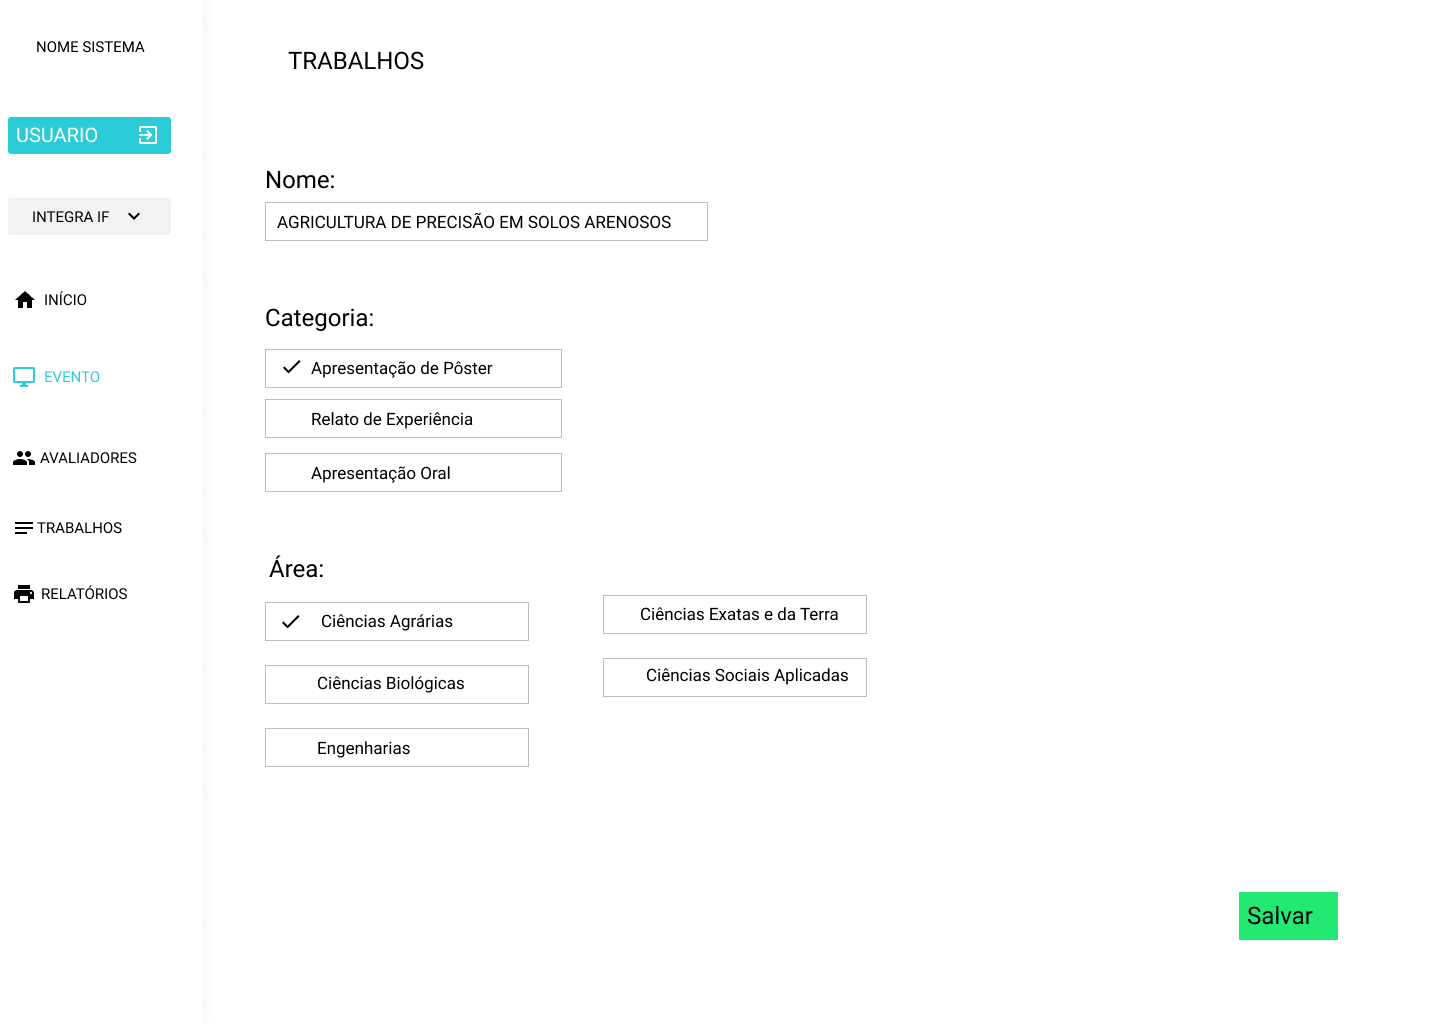 NOME SISTEMA
USUARIO
INTEGRA IF
INÍCIO
EVENTO
AVALIADORES
TRABALHOS
RELATÓRIOS
TRABALHOS
Nome:
AGRICULTURA DE PRECISÃO EM SOLOS ARENOSOS
Categoria:
Apresentação de Pôster
Relato de Experiência
Apresentação Oral
Área:
Ciências Agrárias
Ciências Biológicas
Engenharias
Ciências Exatas e da Terra
Ciências Sociais Aplicadas
Salvar